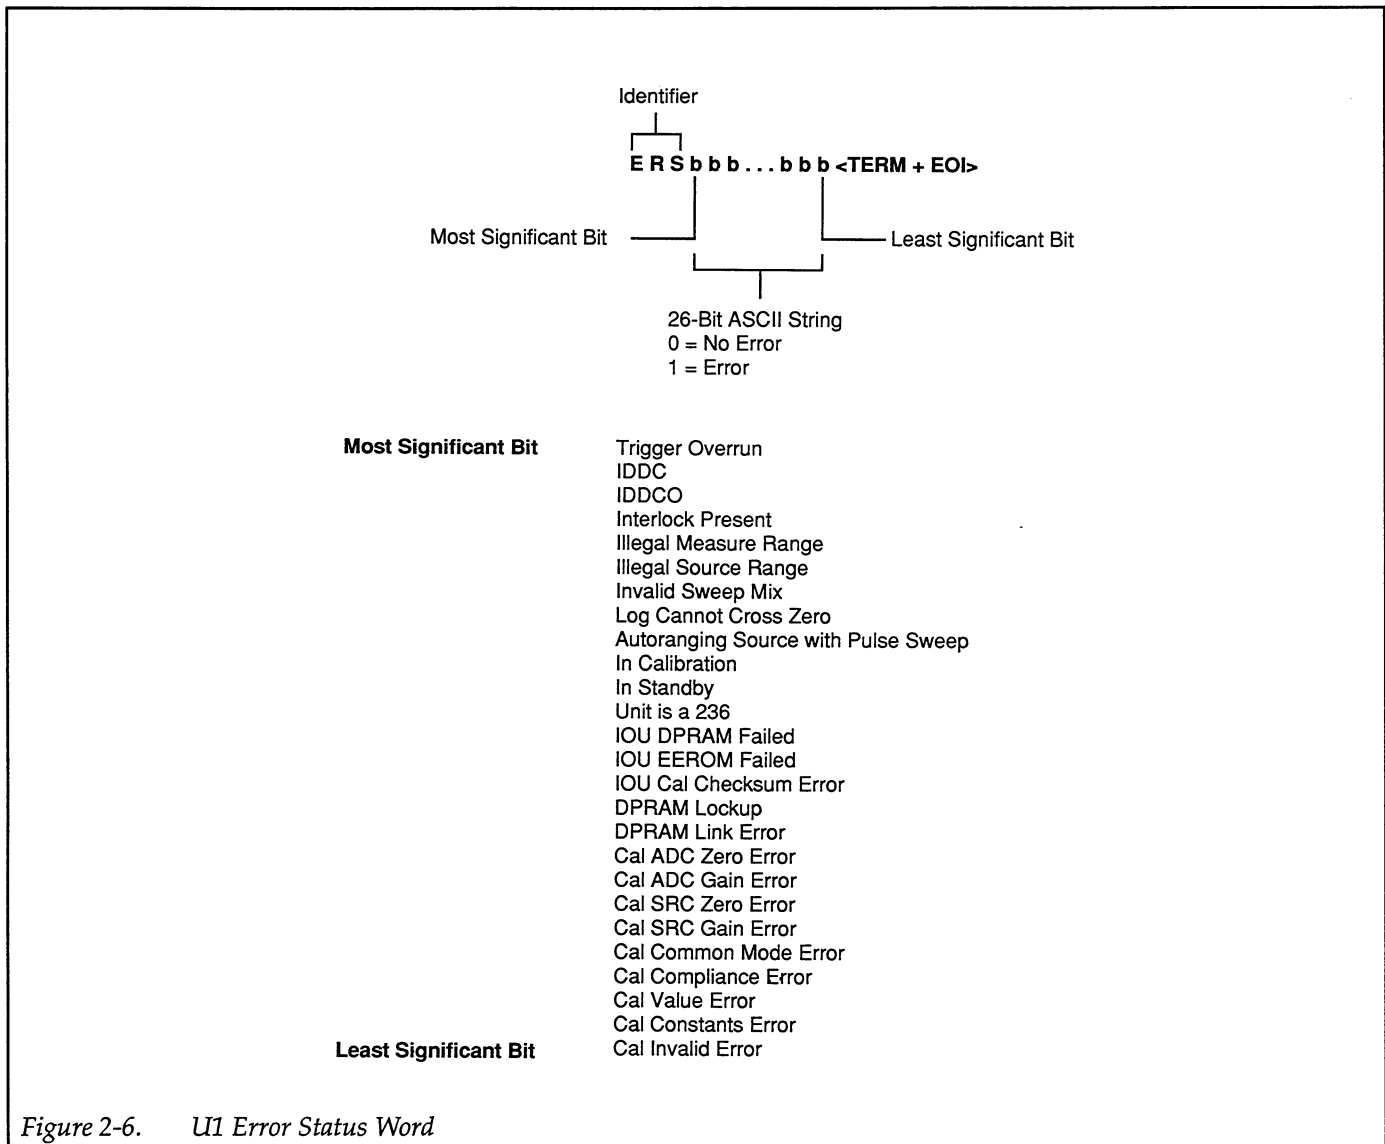 Identifier
E R S b b b . . . b b b <TERM + EOI>
Most Significant Bit
Least Significant Bit
26-Bit ASCII String
0 = No Error
1 = Error
Most Significant Bit
Trigger Overrun
IDDC
IDDCO
Interlock Present
Illegal Measure Range
Illegal Source Range
Invalid Sweep Mix
Log Cannot Cross Zero
Autoranging Source with Pulse Sweep
In Calibration
In Standby
Unit is a 236
IOU DPRAM Failed
IOU EEROM Failed
IOU Cal Checksum Error
DPRAM Lockup
DPRAM Link Error
Cal ADC Zero Error
Cal ADC Gain Error
Cal SRC Zero Error
Cal SRC Gain Error
Cal Common Mode Error
Cal Compliance Error
Cal Value Error
Cal Constants Error
Least Significant Bit
Cal Invalid Error
Figure 2-6. U1 Error Status Word